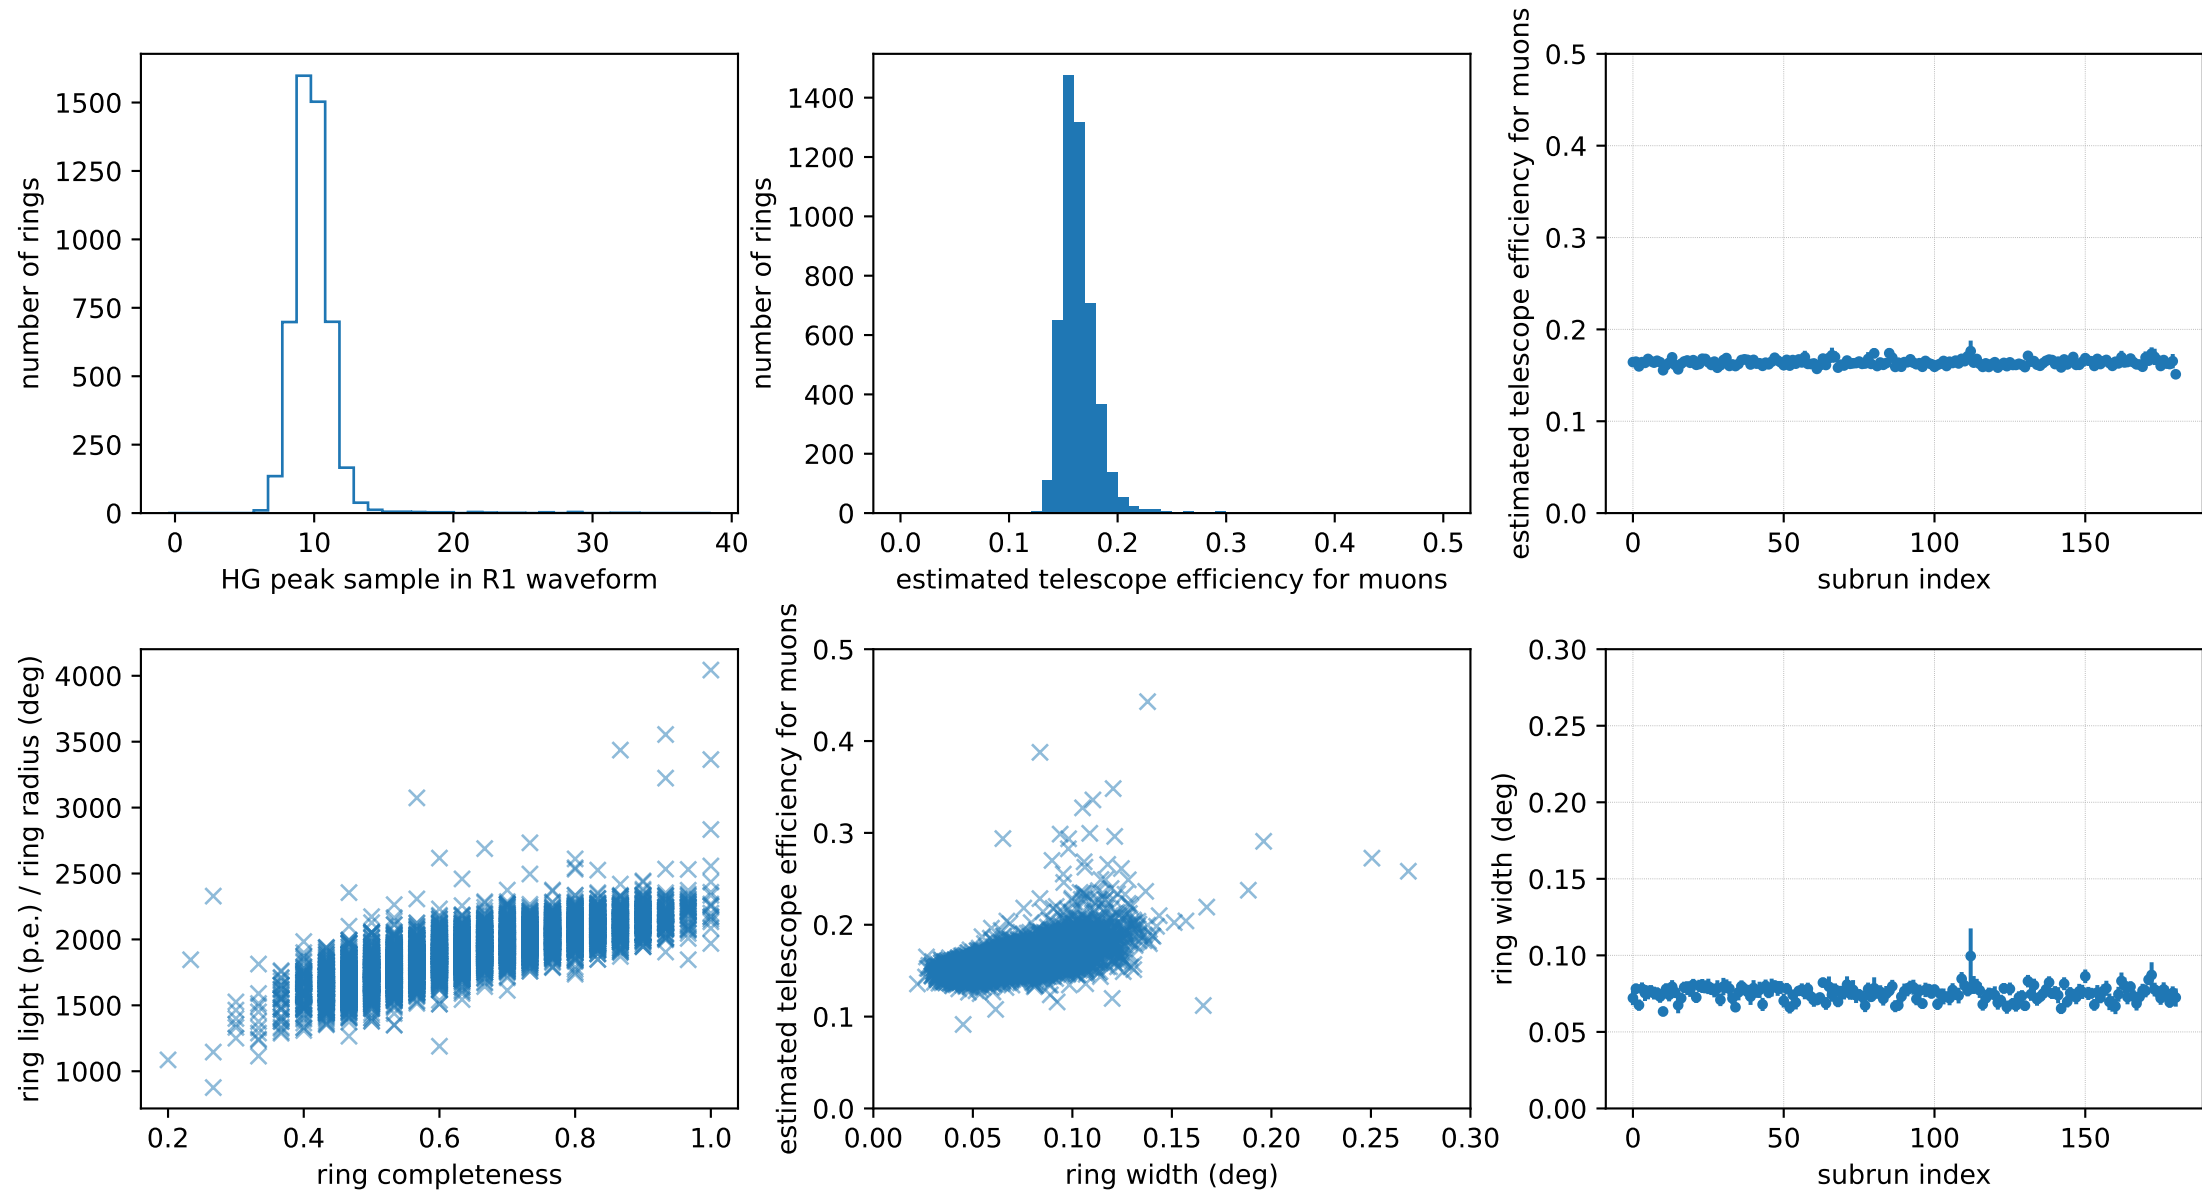 number of rings
1500
1250
1000
750
500
250
0
0 10 20 30 40
HG peak sample in R1 waveform
number of rings
1400
1200
1000
800
600
400
200
0
0.0 0.1 0.2 0.3 0.4 0.5
estimated telescope efficiency for muons
estimated telescope efficiency for muons
0.5
0.4
0.3
0.2
0.1
0.0
0 50 100 150
subrun index
ring light (p.e.) / ring radius (deg)
4000
3500
3000
2500
2000
1500
1000
0.2 0.4 0.6 0.8 1.0
ring completeness
estimated telescope efficiency for muons
0.5
0.4
0.3
0.2
0.1
0.0
0.00 0.05 0.10 0.15 0.20 0.25 0.30
ring width (deg)
ring width (deg)
0.30
0.25
0.20
0.15
0.10
0.05
0.00
0 50 100 150
subrun index